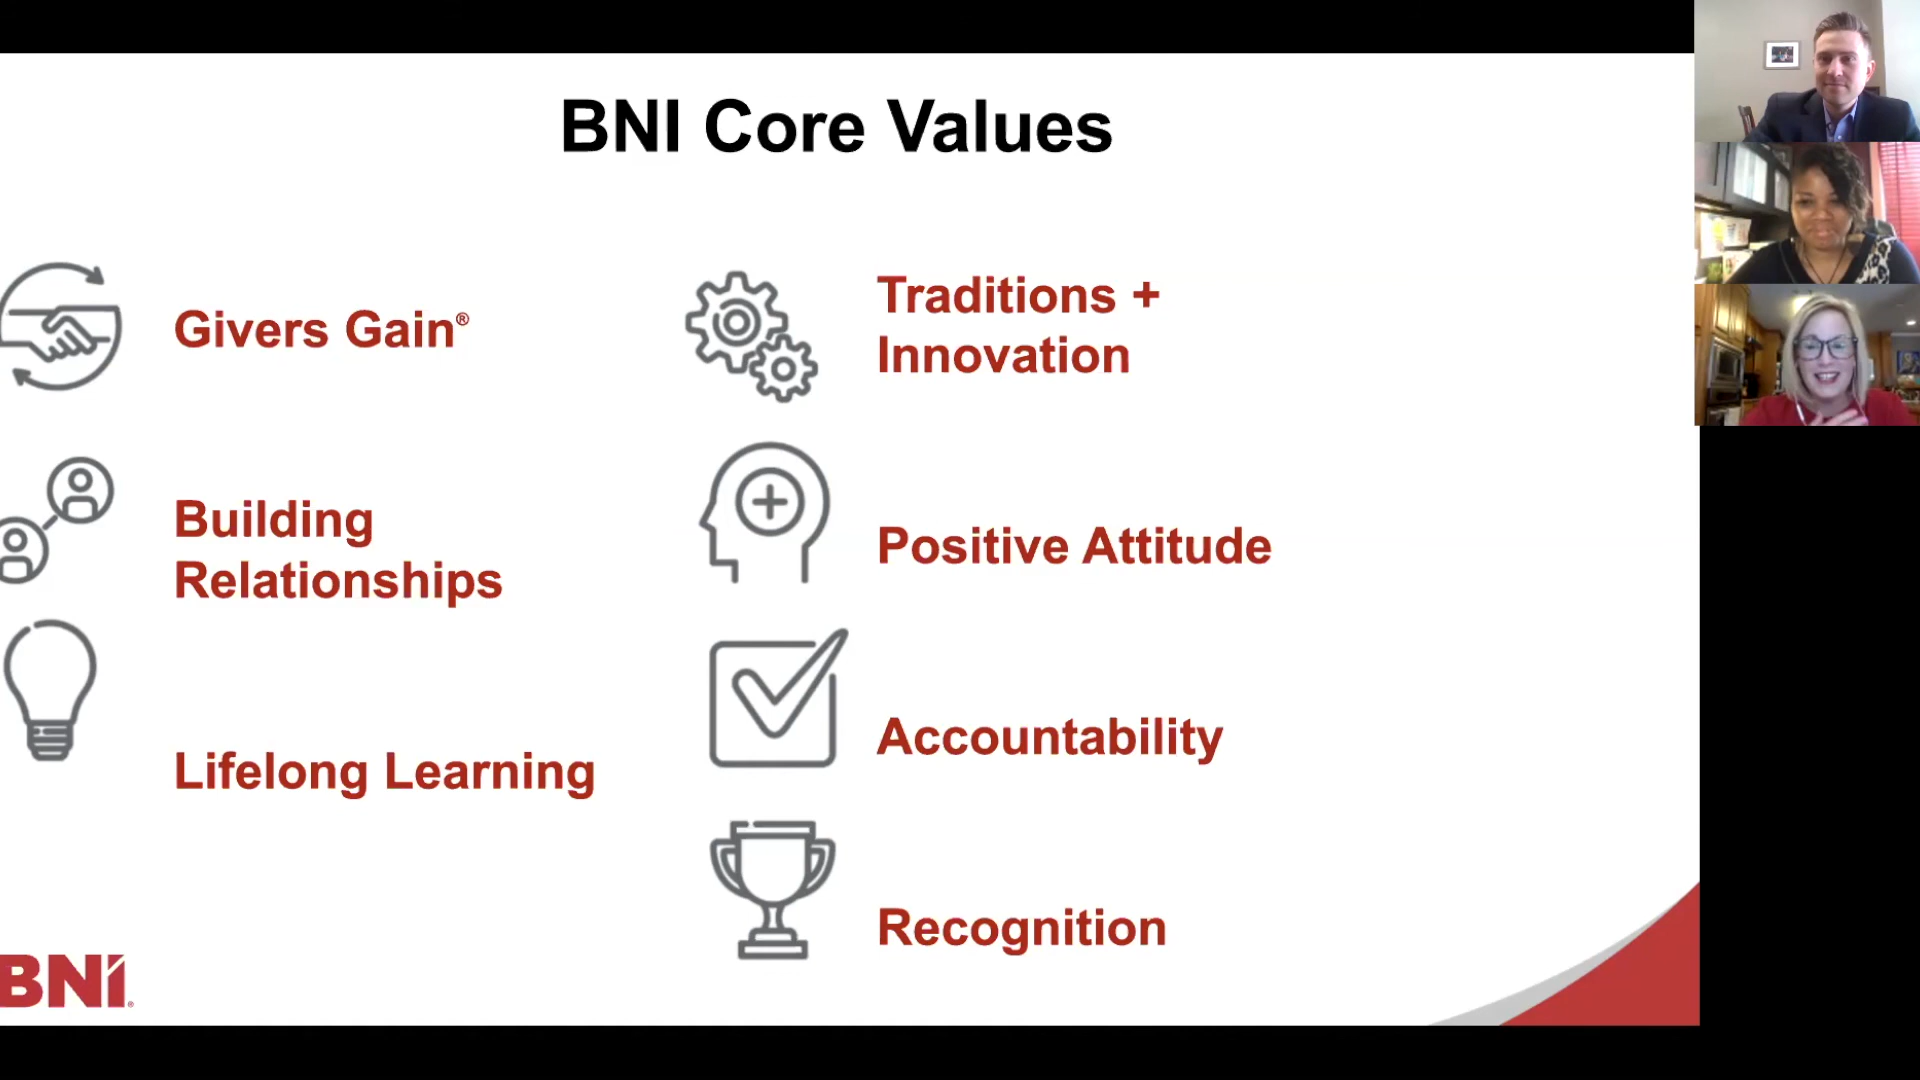 BNI Core Values
Givers Gain®
Building
Relationships
Lifelong Learning
Traditions +
Innovation
Positive Attitude
Accountability
Recognition
BNI®